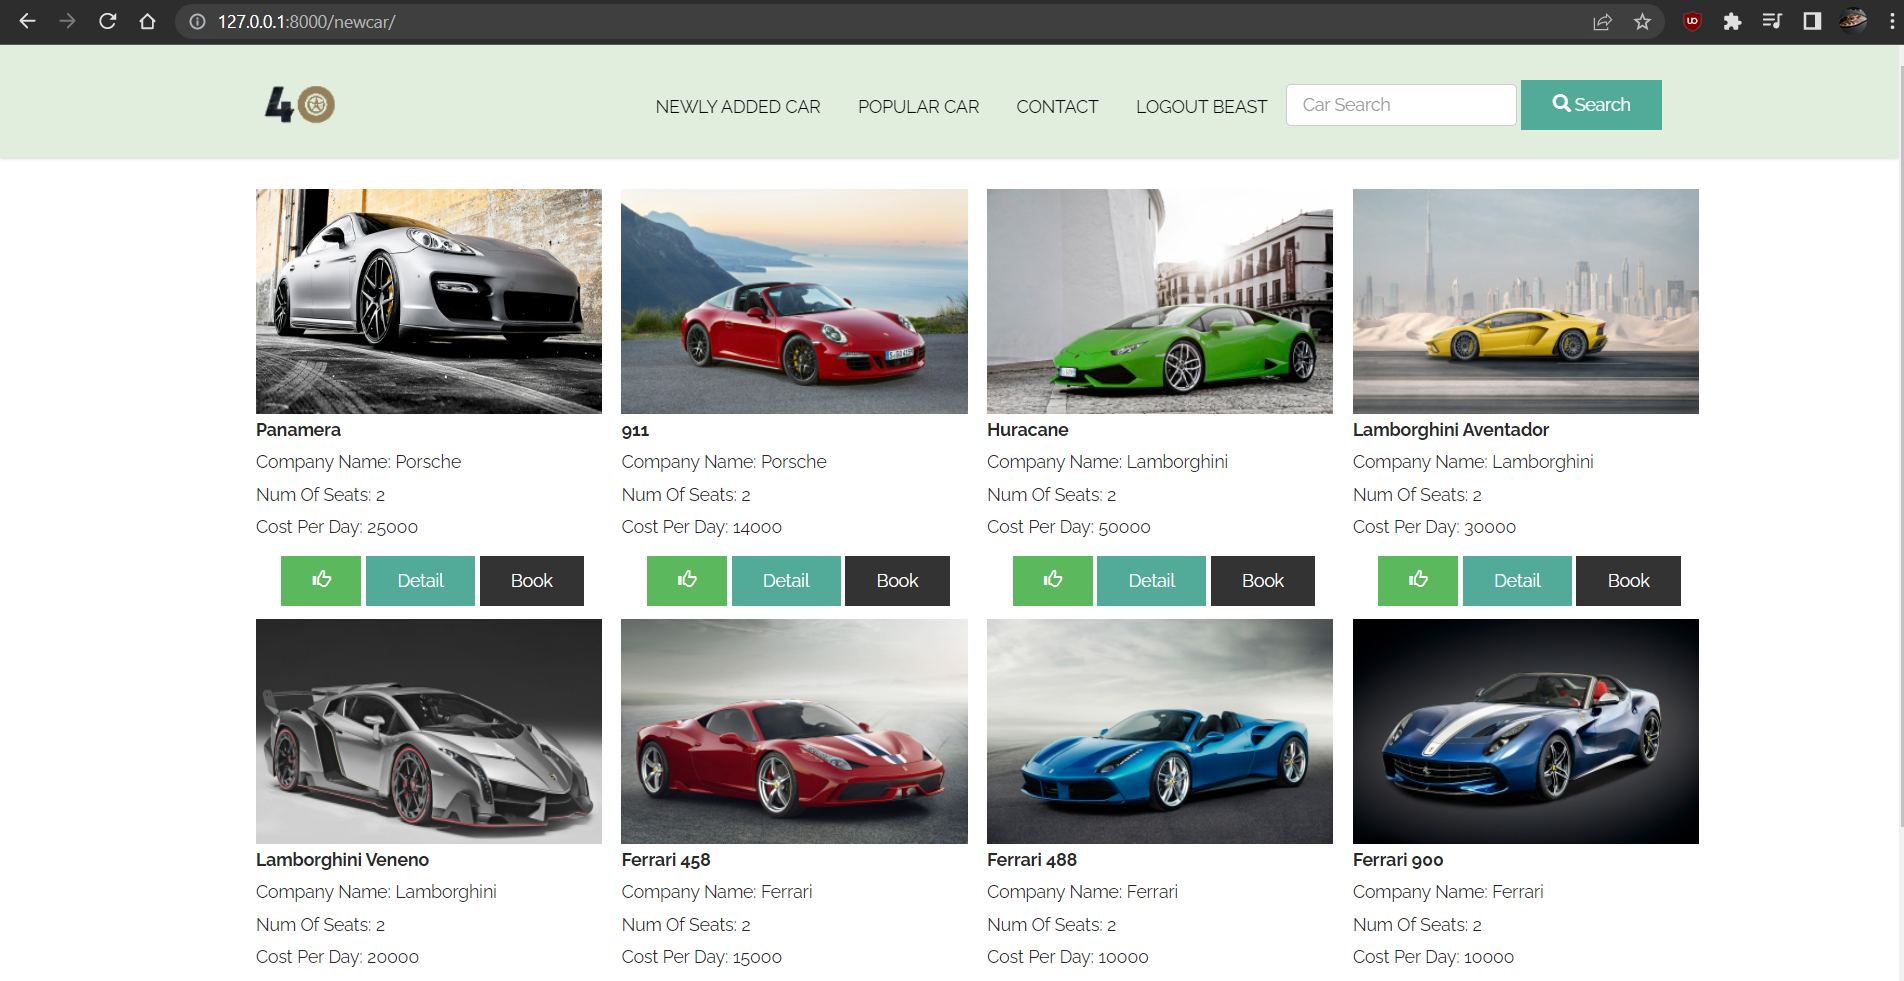 127.0.0.1:8000/newcar/
40
NEWLY ADDED CAR POPULAR CAR CONTACT LOGOUT BEAST Car Search Search
Panamera
Company Name: Porsche
Num Of Seats: 2
Cost Per Day: 25000
Detail Book
911
Company Name: Porsche
Num Of Seats: 2
Cost Per Day: 14000
Detail Book
Huracane
Company Name: Lamborghini
Num Of Seats: 2
Cost Per Day: 50000
Detail Book
Lamborghini Aventador
Company Name: Lamborghini
Num Of Seats: 2
Cost Per Day: 30000
Detail Book
Lamborghini Veneno
Company Name: Lamborghini
Num Of Seats: 2
Cost Per Day: 20000
Ferrari 458
Company Name: Ferrari
Num Of Seats: 2
Cost Per Day: 15000
Ferrari 488
Company Name: Ferrari
Num Of Seats: 2
Cost Per Day: 10000
Ferrari 900
Company Name: Ferrari
Num Of Seats: 2
Cost Per Day: 10000